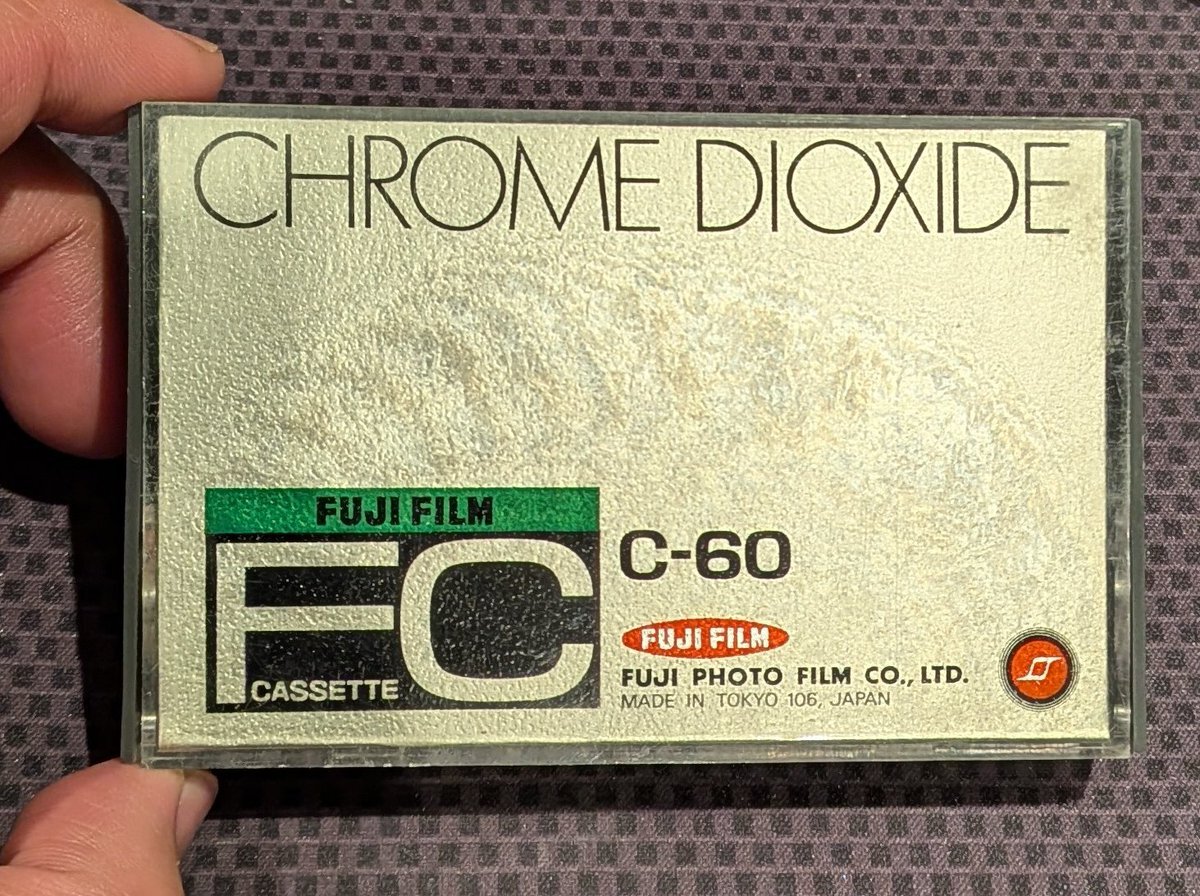 CHROME DIOXIDE
FUJI FILM
FC
CASSETTE
C-60
FUJI FILM
FUJI PHOTO FILM CO., LTD.
MADE IN TOKYO 106, JAPAN